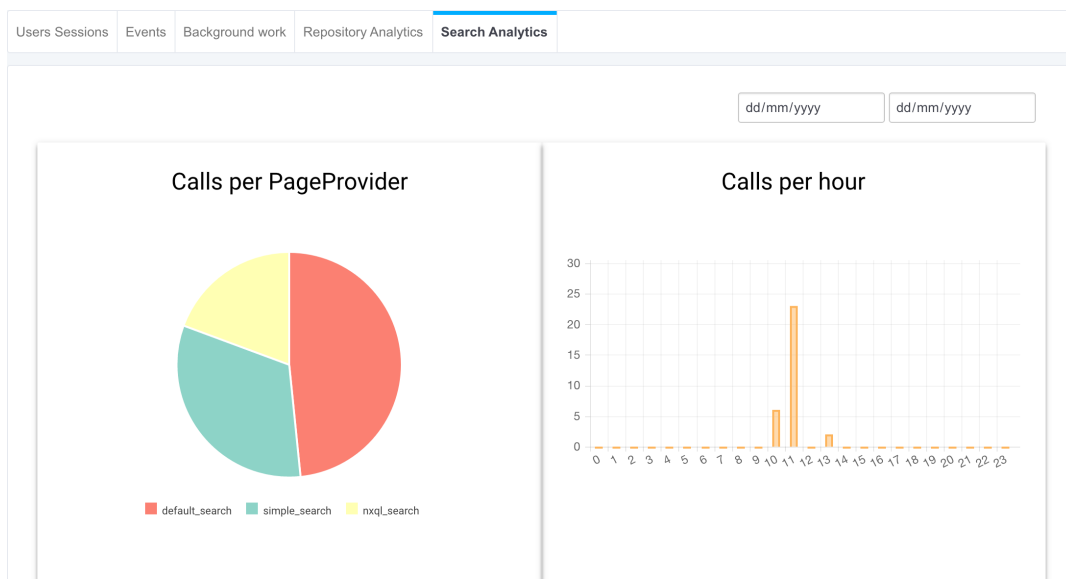 Users Sessions Events Background work Repository Analytics Search Analytics
dd/mm/yyyy dd/mm/yyyy
Calls per PageProvider
default_search simple_search nxql_search
Calls per hour
30
25
20
15
10
5
0
0 1 2 3 4 5 6 7 8 9 10 11 12 13 14 15 16 17 18 19 20 21 22 23